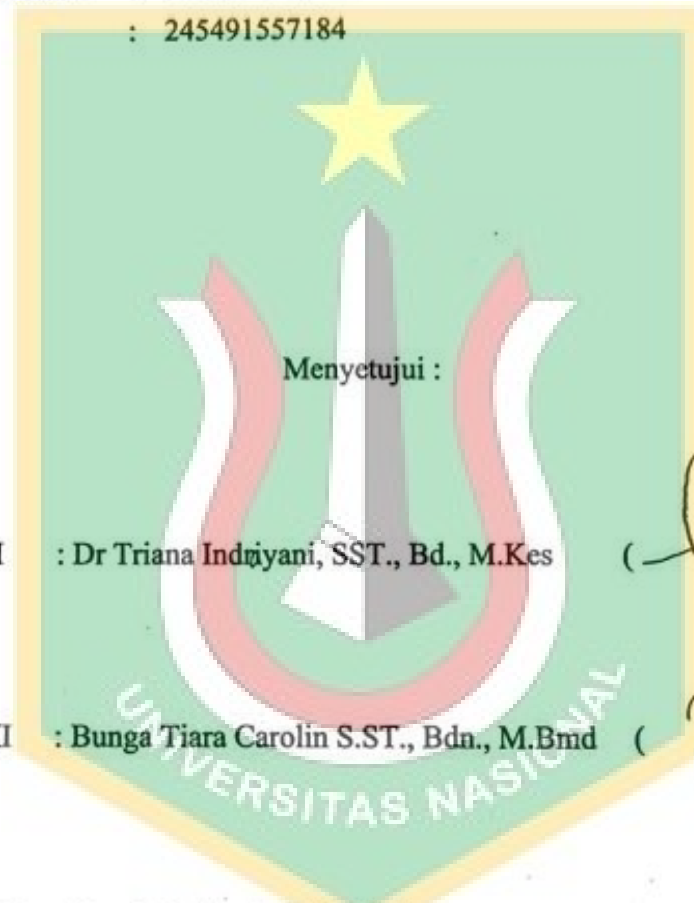 : 245491557184
Menyetujui :
I : Dr Triana Indriyani, SST., Bd., M.Kes (
I : Bunga Tiara Carolin S.ST., Bdn., M.Bmd (
UNIVERSITAS NASIONAL